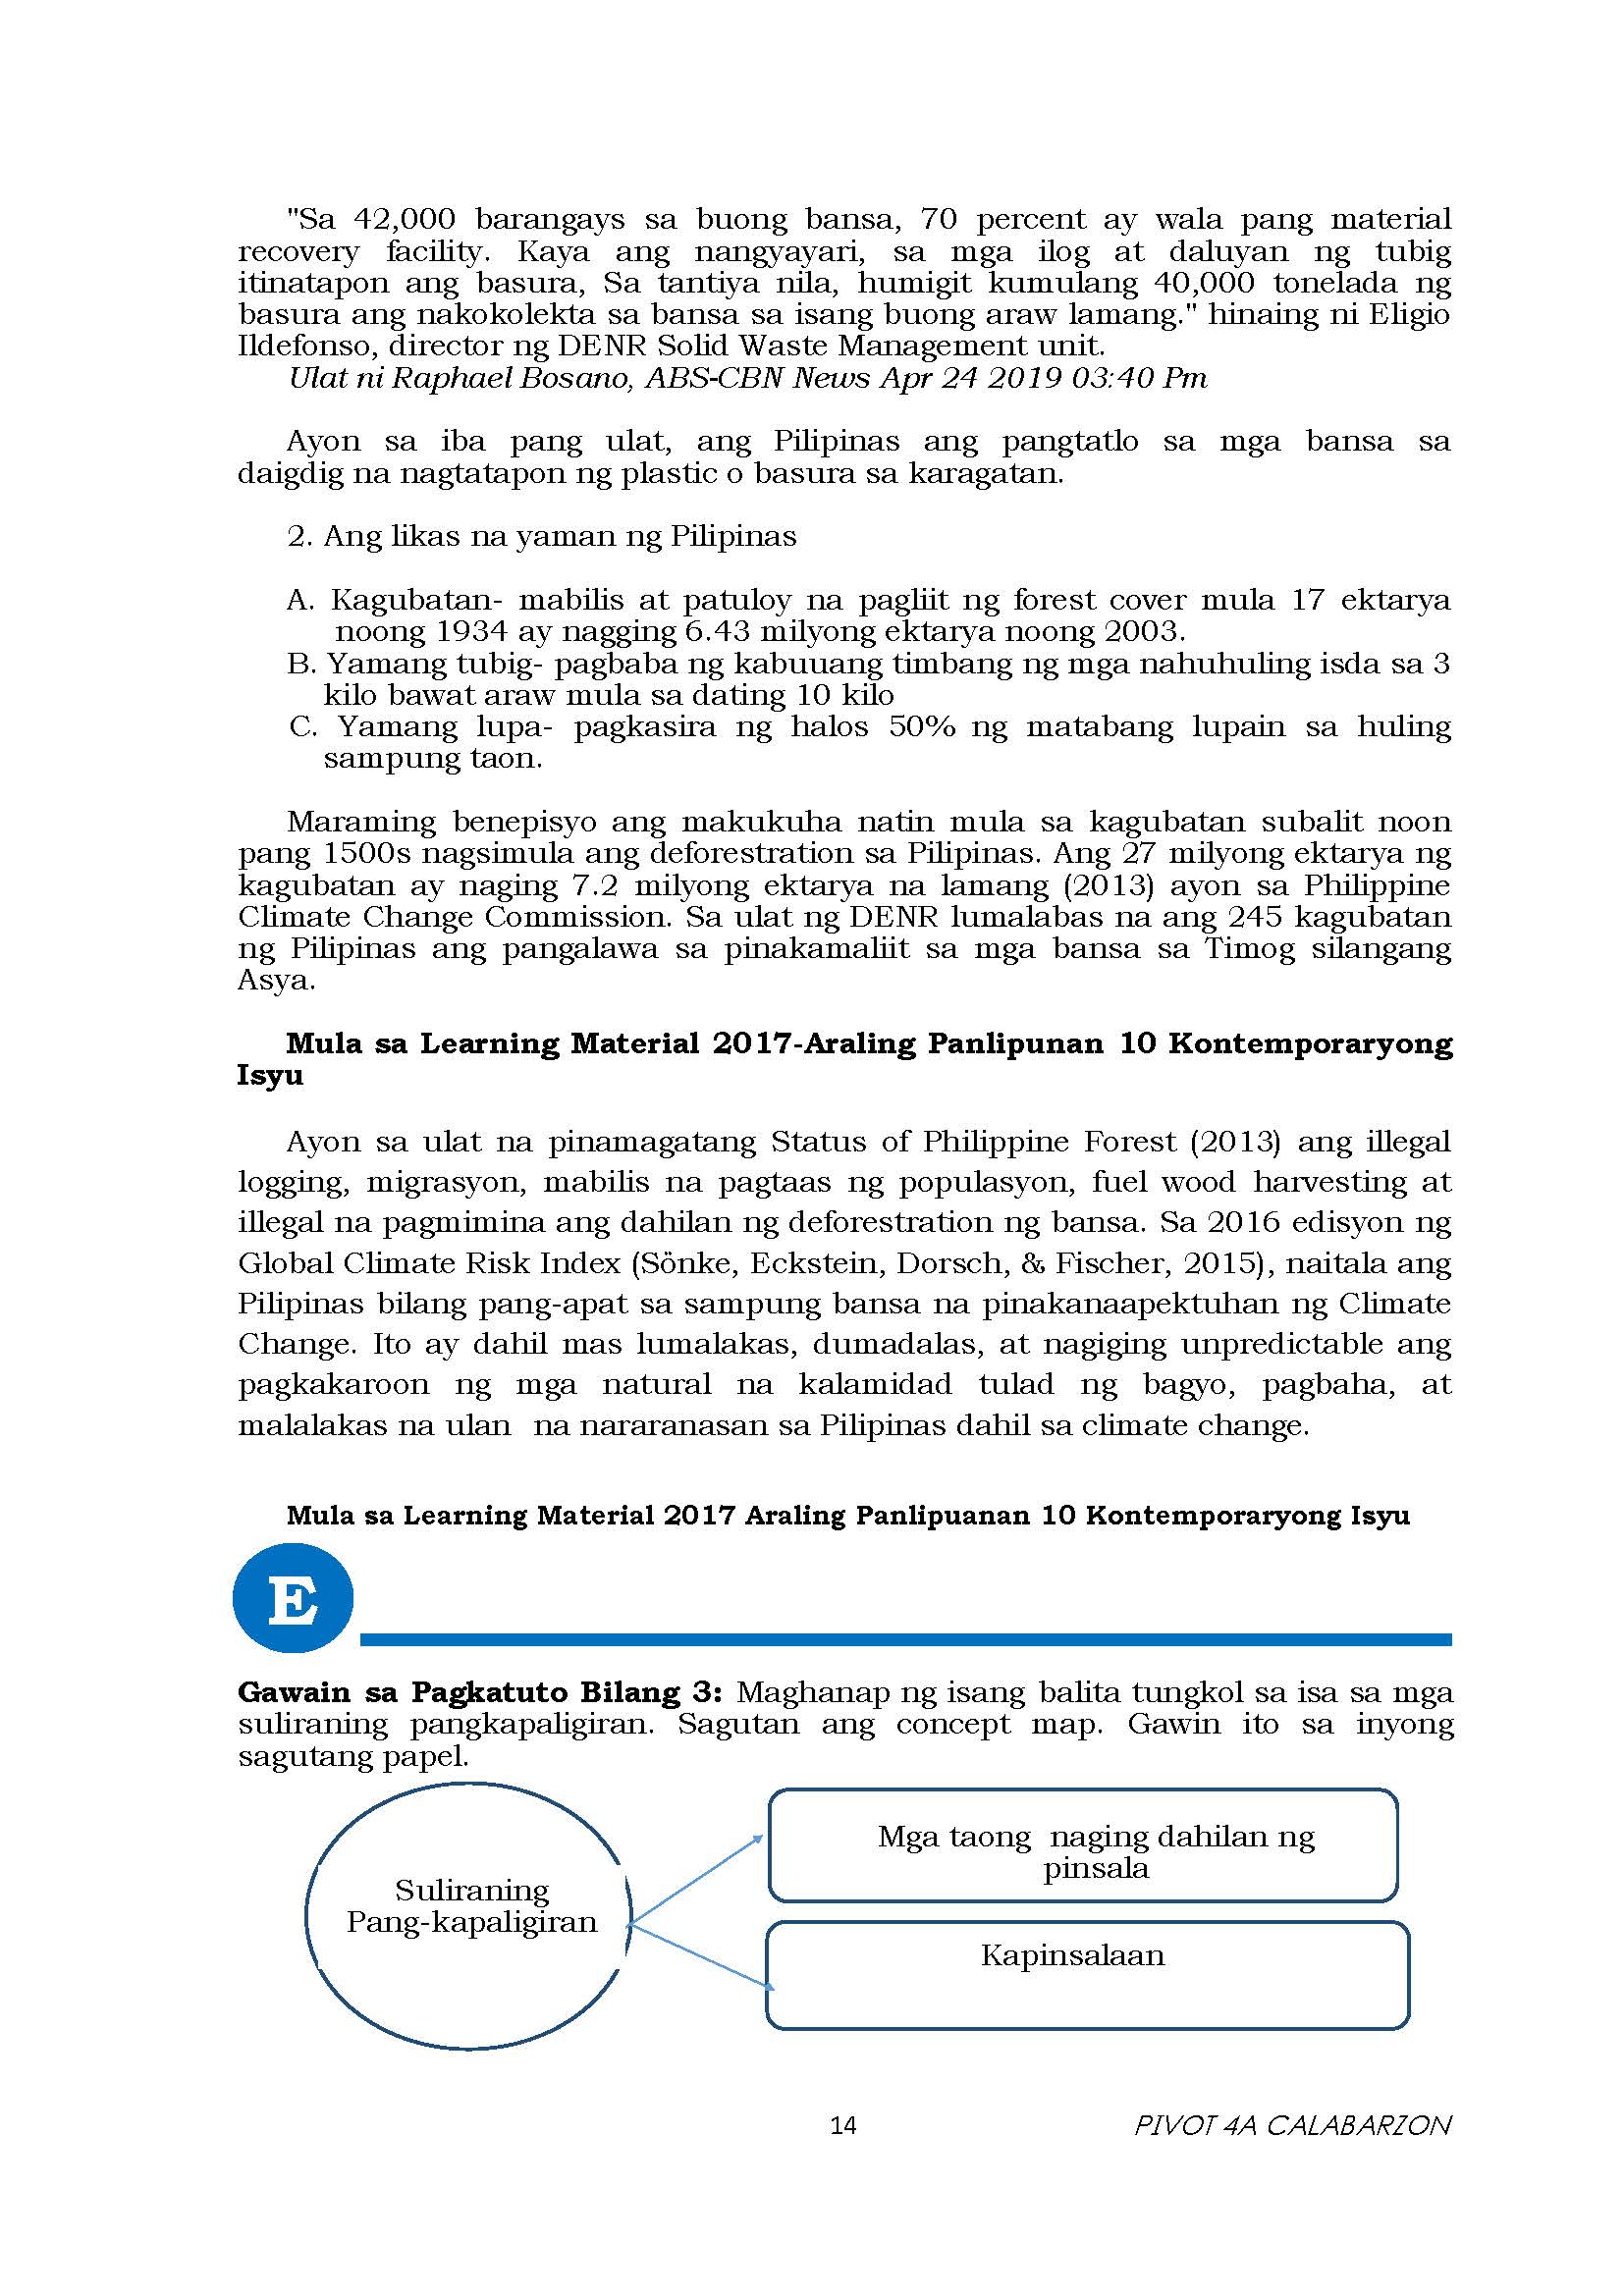 "Sa 42,000 barangays sa buong bansa, 70 percent ay wala pang material
recovery facility. Kaya ang nangyayari, sa mga ilog at daluyan ng tubig
itinatapon ang basura, Sa tantiya nila, humigit kumulang 40,000 tonelada ng
basura ang nakokolekta sa bansa sa isang buong araw lamang." hinaing ni Eligio
Ildefonso, director ng DENR Solid Waste Management unit.
Ulat ni Raphael Bosano, ABS-CBN News Apr 24 2019 03:40 Pm
Ayon sa iba pang ulat, ang Pilipinas ang pangtatlo sa mga bansa sa
daigdig na nagtatapon ng plastic o basura sa karagatan.
2. Ang likas na yaman ng Pilipinas
A. Kagubatan- mabilis at patuloy na pagliit ng forest cover mula 17 ektarya
noong 1934 ay nagging 6.43 milyong ektarya noong 2003.
B. Yamang tubig- pagbaba ng kabuuang timbang ng mga nahuhuling isda sa 3
kilo bawat araw mula sa dating 10 kilo
C. Yamang lupa- pagkasira ng halos 50% ng matabang lupain sa huling
sampung taon.
Maraming benepisyo ang makukuha natin mula sa kagubatan subalit noon
pang 1500s nagsimula ang deforestration sa Pilipinas. Ang 27 milyong ektarya ng
kagubatan ay naging 7.2 milyong ektarya na lamang (2013) ayon sa Philippine
Climate Change Commission. Sa ulat ng DENR lumalabas na ang 245 kagubatan
ng Pilipinas ang pangalawa sa pinakamaliit sa mga bansa sa Timog silangang
Asya.
Mula sa Learning Material 2017-Araling Panlipunan 10 Kontemporaryong
Isyu
Ayon sa ulat na pinamagatang Status of Philippine Forest (2013) ang illegal
logging, migrasyon, mabilis na pagtaas ng populasyon, fuel wood harvesting at
illegal na pagmimina ang dahilan ng deforestration ng bansa. Sa 2016 edisyon ng
Global Climate Risk Index (Sönke, Eckstein, Dorsch, & Fischer, 2015), naitala ang
Pilipinas bilang pang-apat sa sampung bansa na pinakanaapektuhan ng Climate
Change. Ito ay dahil mas lumalakas, dumadalas, at nagiging unpredictable ang
pagkakaroon ng mga natural na kalamidad tulad ng bagyo, pagbaha, at
malalakas na ulan na nararanasan sa Pilipinas dahil sa climate change.
Mula sa Learning Material 2017 Araling Panlipuanan 10 Kontemporaryong Isyu
E
Gawain sa Pagkatuto Bilang 3: Maghanap ng isang balita tungkol sa isa sa mga
suliraning pangkapaligiran. Sagutan ang concept map. Gawin ito sa inyong
sagutang papel.
Suliraning
Pang-kapaligiran
Mga taong naging dahilan ng
pinsala
Kapinsalaan
14
PIVOT 4A CALABARZON